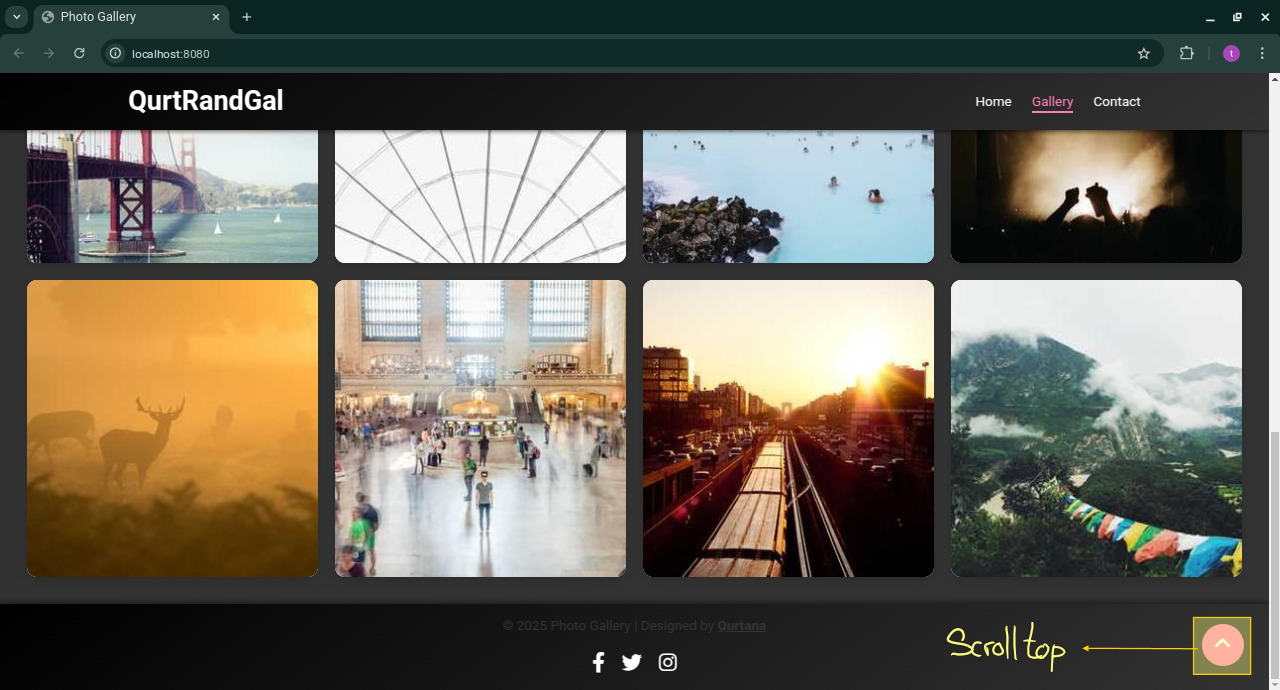 Photo Gallery
localhost:8080
t
QurtRandGal
Home Gallery Contact
© 2025 Photo Gallery | Designed by Qurtana
Scroll top